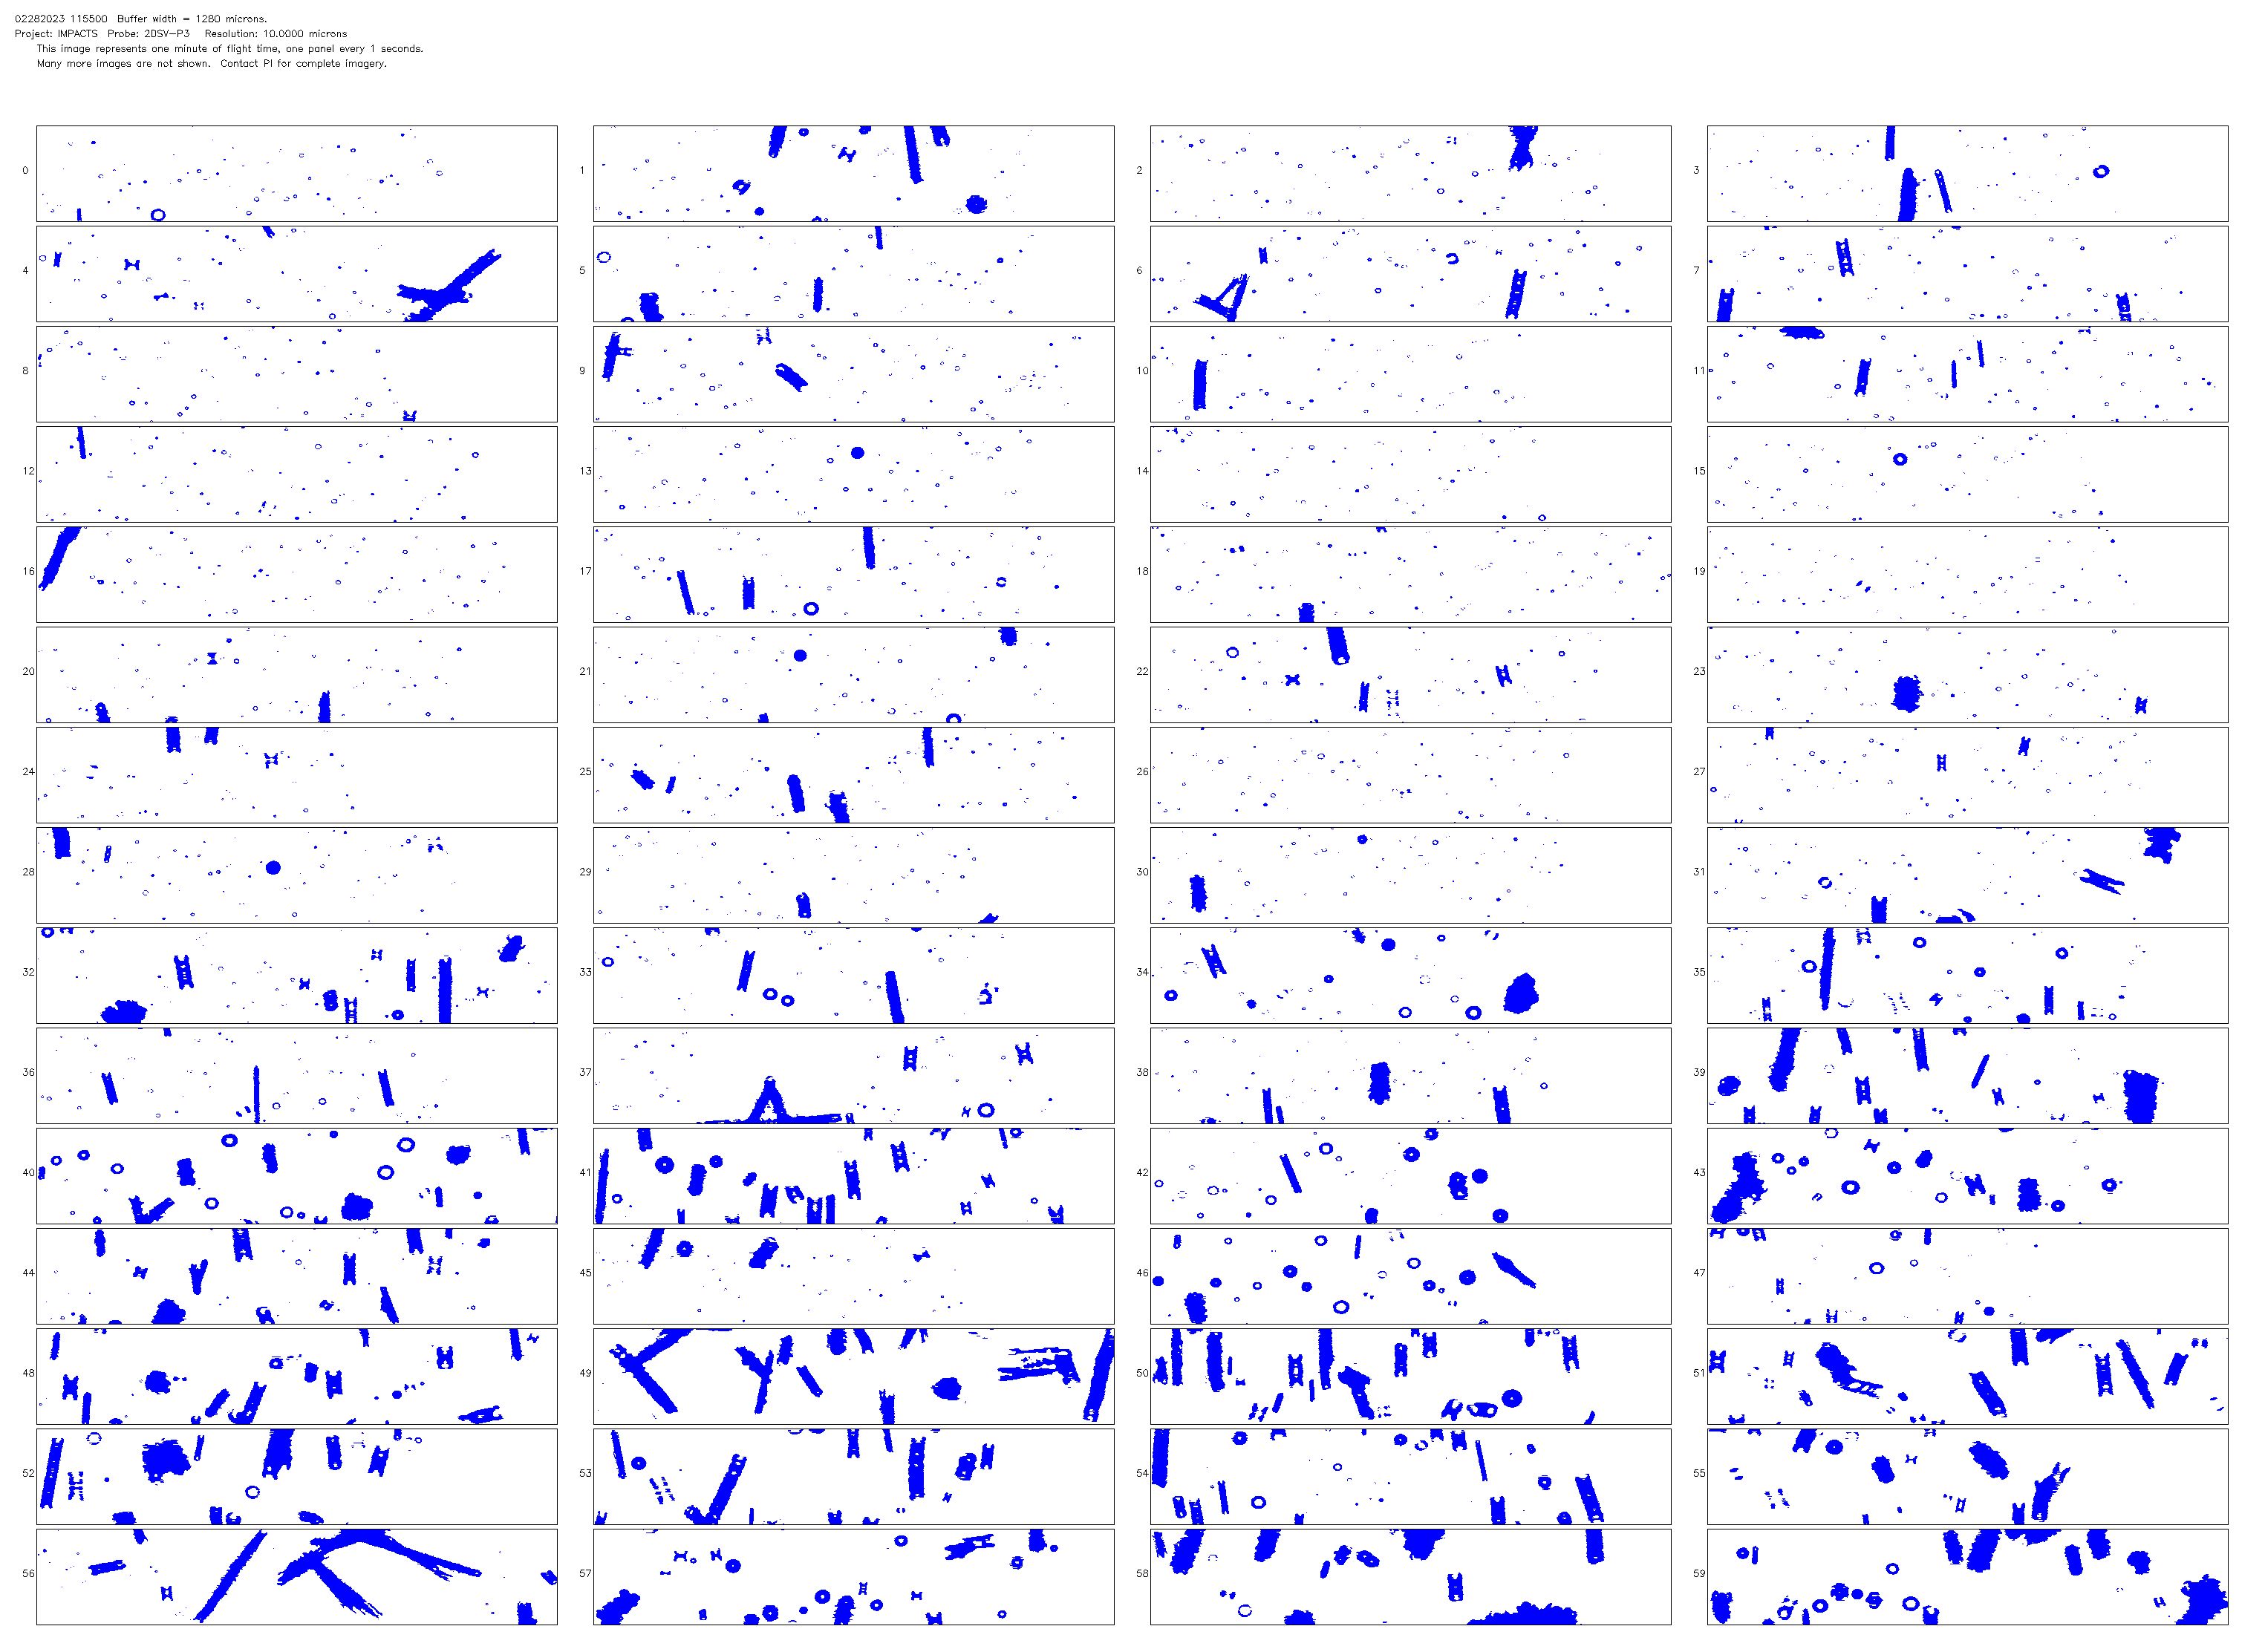 02282023 115500  Buffer width = 1280 microns.
Project: IMPACTS  Probe: 2DSV-P3  Resolution: 10.0000 microns
This image represents one minute of flight time, one panel every 1 seconds.
Many more images are not shown.  Contact PI for complete imagery.
0 1 2 3
4 5 6 7
8 9 10 11
12 13 14 15
16 17 18 19
20 21 22 23
24 25 26 27
28 29 30 31
32 33 34 35
36 37 38 39
40 41 42 43
44 45 46 47
48 49 50 51
52 53 54 55
56 57 58 59